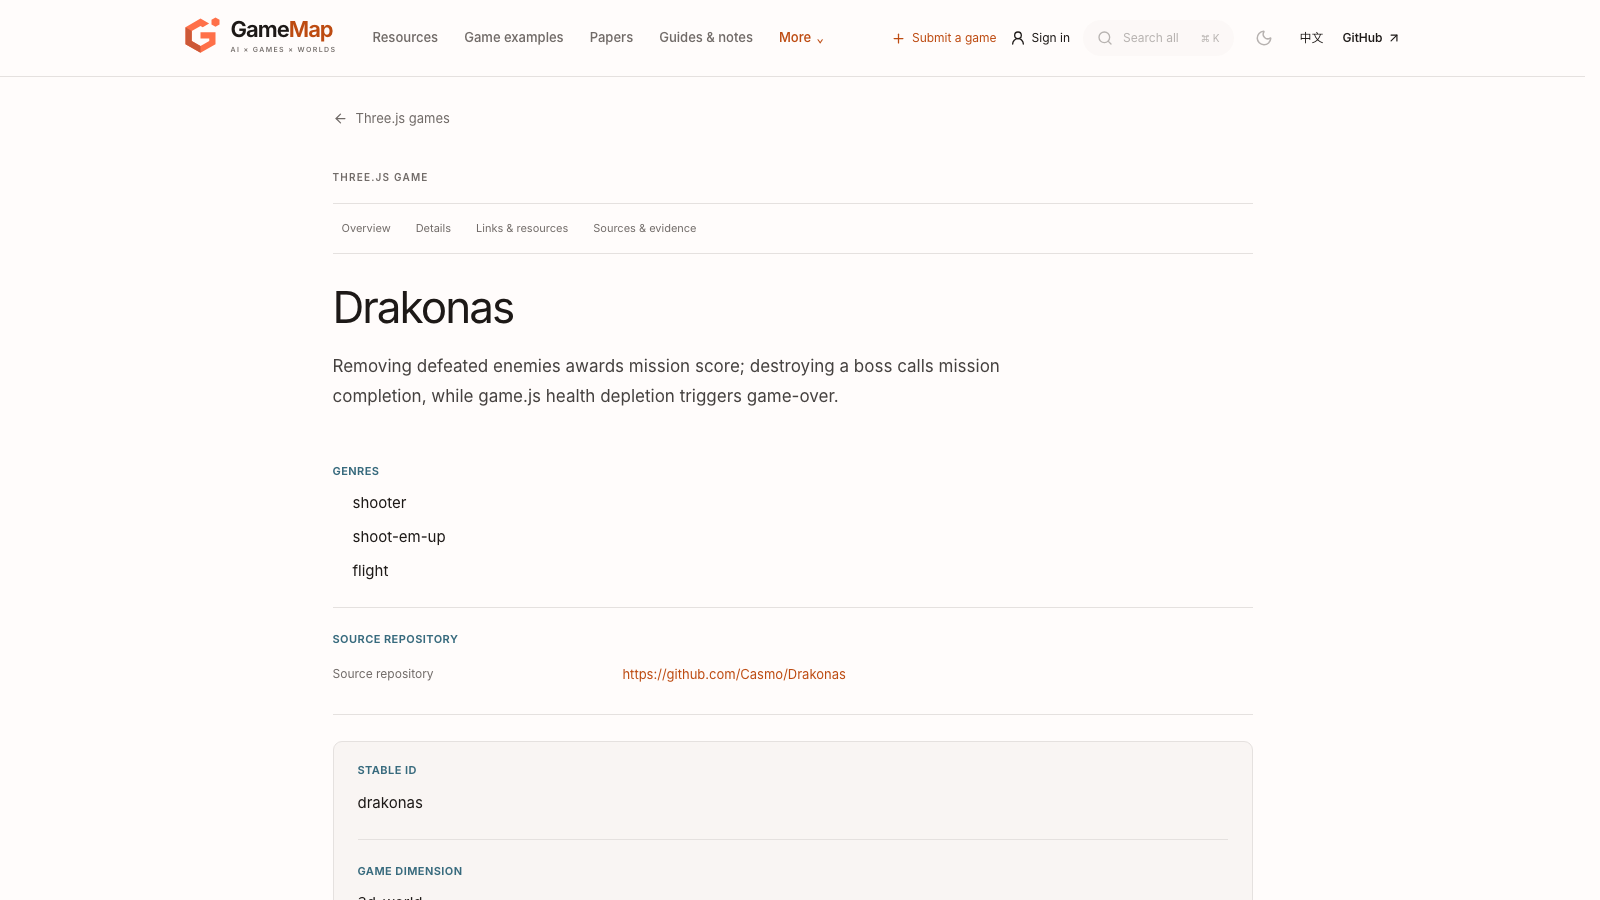 GameMap
AI × GAMES × WORLDS
Resources
Game examples
Papers
Guides & notes
More
Submit a game
Sign in
Search all
⌘ K
中文
GitHub
Three.js games
THREE.JS GAME
Overview
Details
Links & resources
Sources & evidence
Drakonas
Removing defeated enemies awards mission score; destroying a boss calls mission
completion, while game.js health depletion triggers game-over.
GENRES
shooter
shoot-em-up
flight
SOURCE REPOSITORY
Source repository
https://github.com/Casmo/Drakonas
STABLE ID
drakonas
GAME DIMENSION